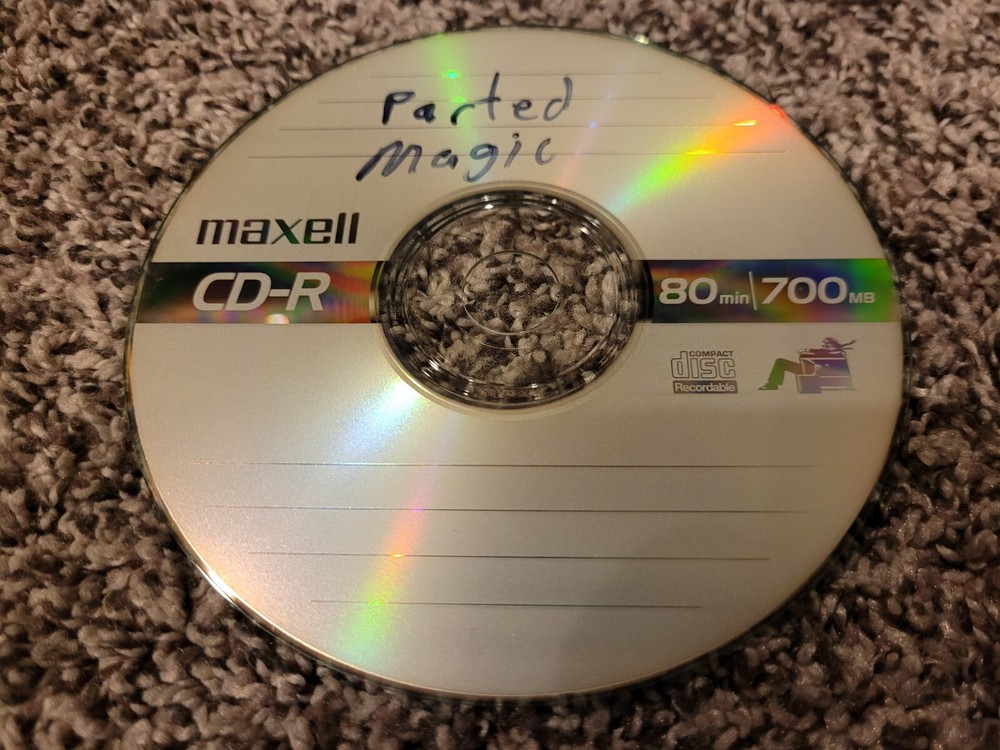 Parted
Magic
maxell
CD-R 80min|700MB
COMPACT
disc
Recordable